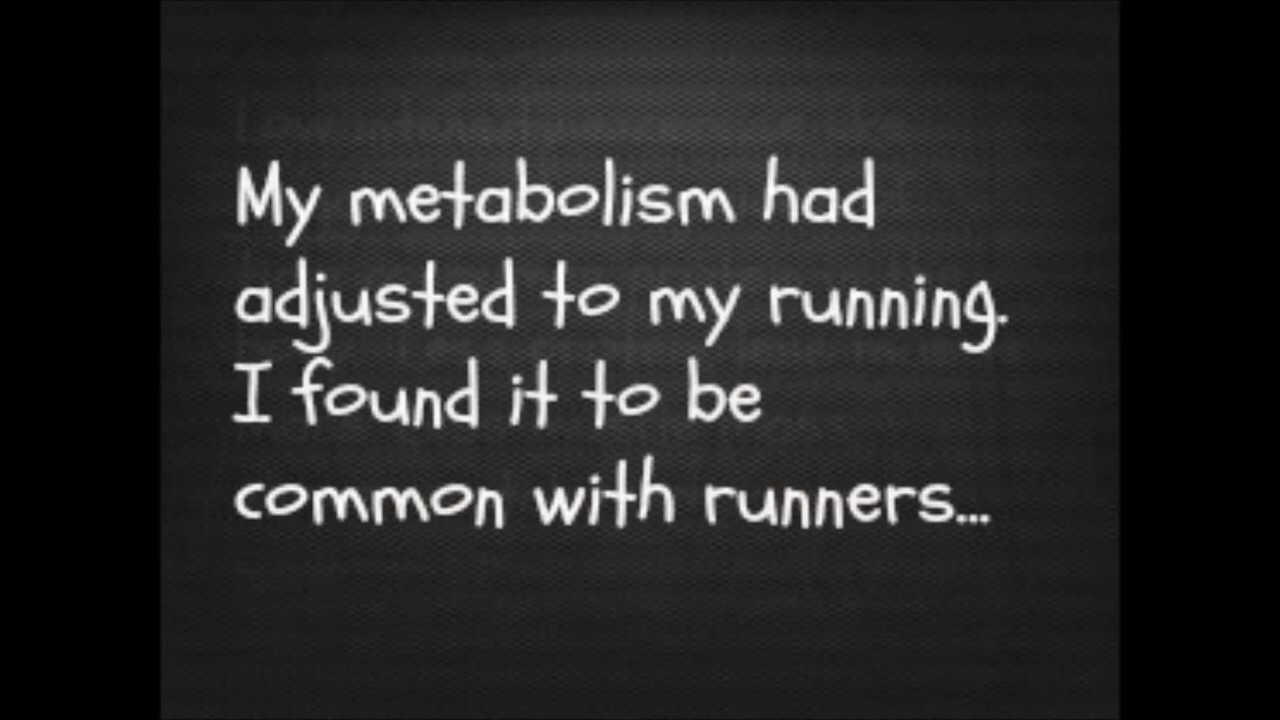 My metabolism had
adjusted to my running.
I found it to be
common with runners...